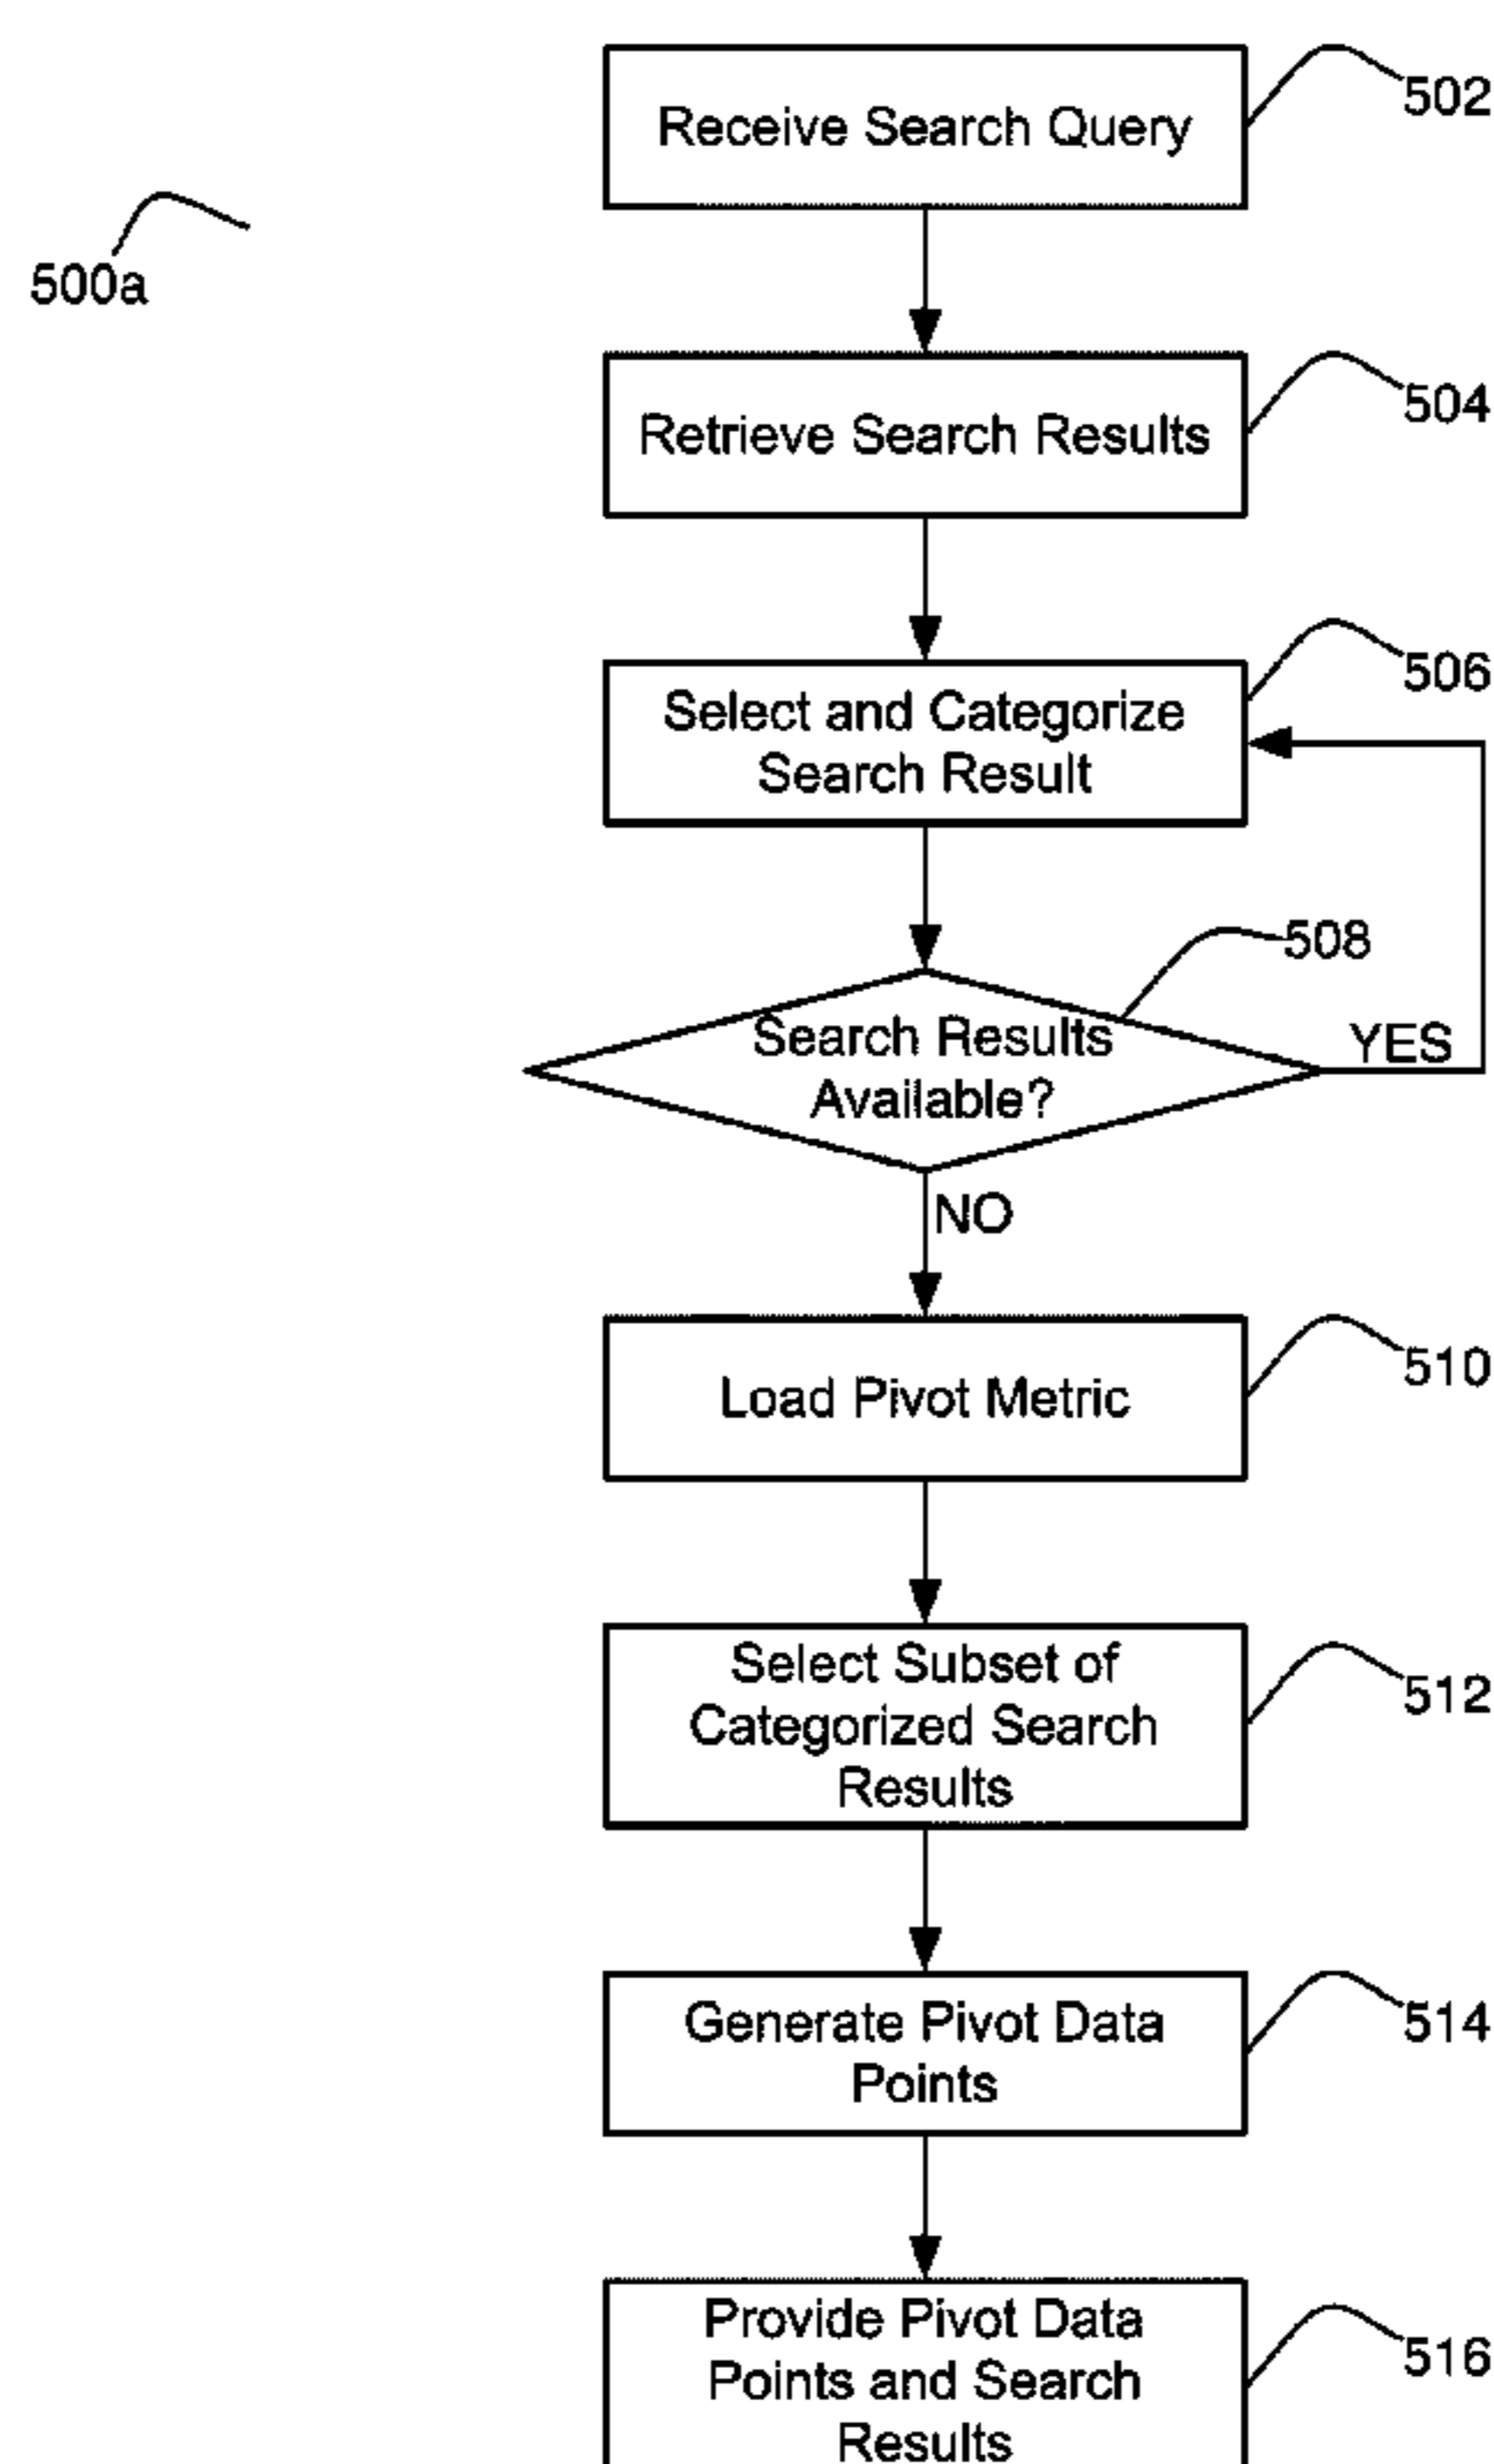 Receive Search Query
502
500a
Retrieve Search Results
504
Select and Categorize
Search Result
506
508
Search Results
Available?
YES
NO
Load Pivot Metric
510
Select Subset of
Categorized Search
Results
512
Generate Pivot Data
Points
514
Provide Pivot Data
Points and Search
Results
516